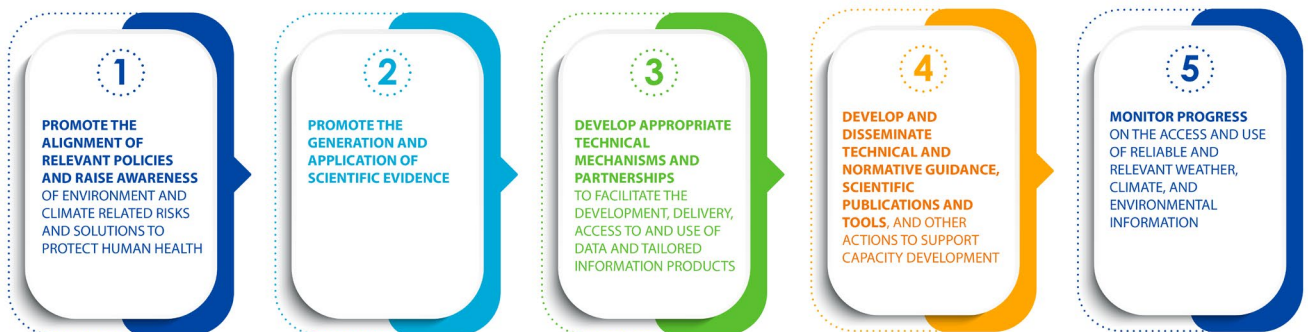 1
PROMOTE THE
ALIGNMENT OF
RELEVANT POLICIES
AND RAISE AWARENESS
OF ENVIRONMENT AND
CLIMATE RELATED RISKS
AND SOLUTIONS TO
PROTECT HUMAN HEALTH
2
PROMOTE THE
GENERATION AND
APPLICATION OF
SCIENTIFIC EVIDENCE
3
DEVELOP APPROPRIATE
TECHNICAL
MECHANISMS AND
PARTNERSHIPS
TO FACILITATE THE
DEVELOPMENT, DELIVERY,
ACCESS TO AND USE OF
DATA AND TAILORED
INFORMATION PRODUCTS
4
DEVELOP AND
DISSEMINATE
TECHNICAL AND
NORMATIVE GUIDANCE,
SCIENTIFIC
PUBLICATIONS AND
TOOLS, AND OTHER
ACTIONS TO SUPPORT
CAPACITY DEVELOPMENT
5
MONITOR PROGRESS
ON THE ACCESS AND USE
OF RELIABLE AND
RELEVANT WEATHER,
CLIMATE, AND
ENVIRONMENTAL
INFORMATION